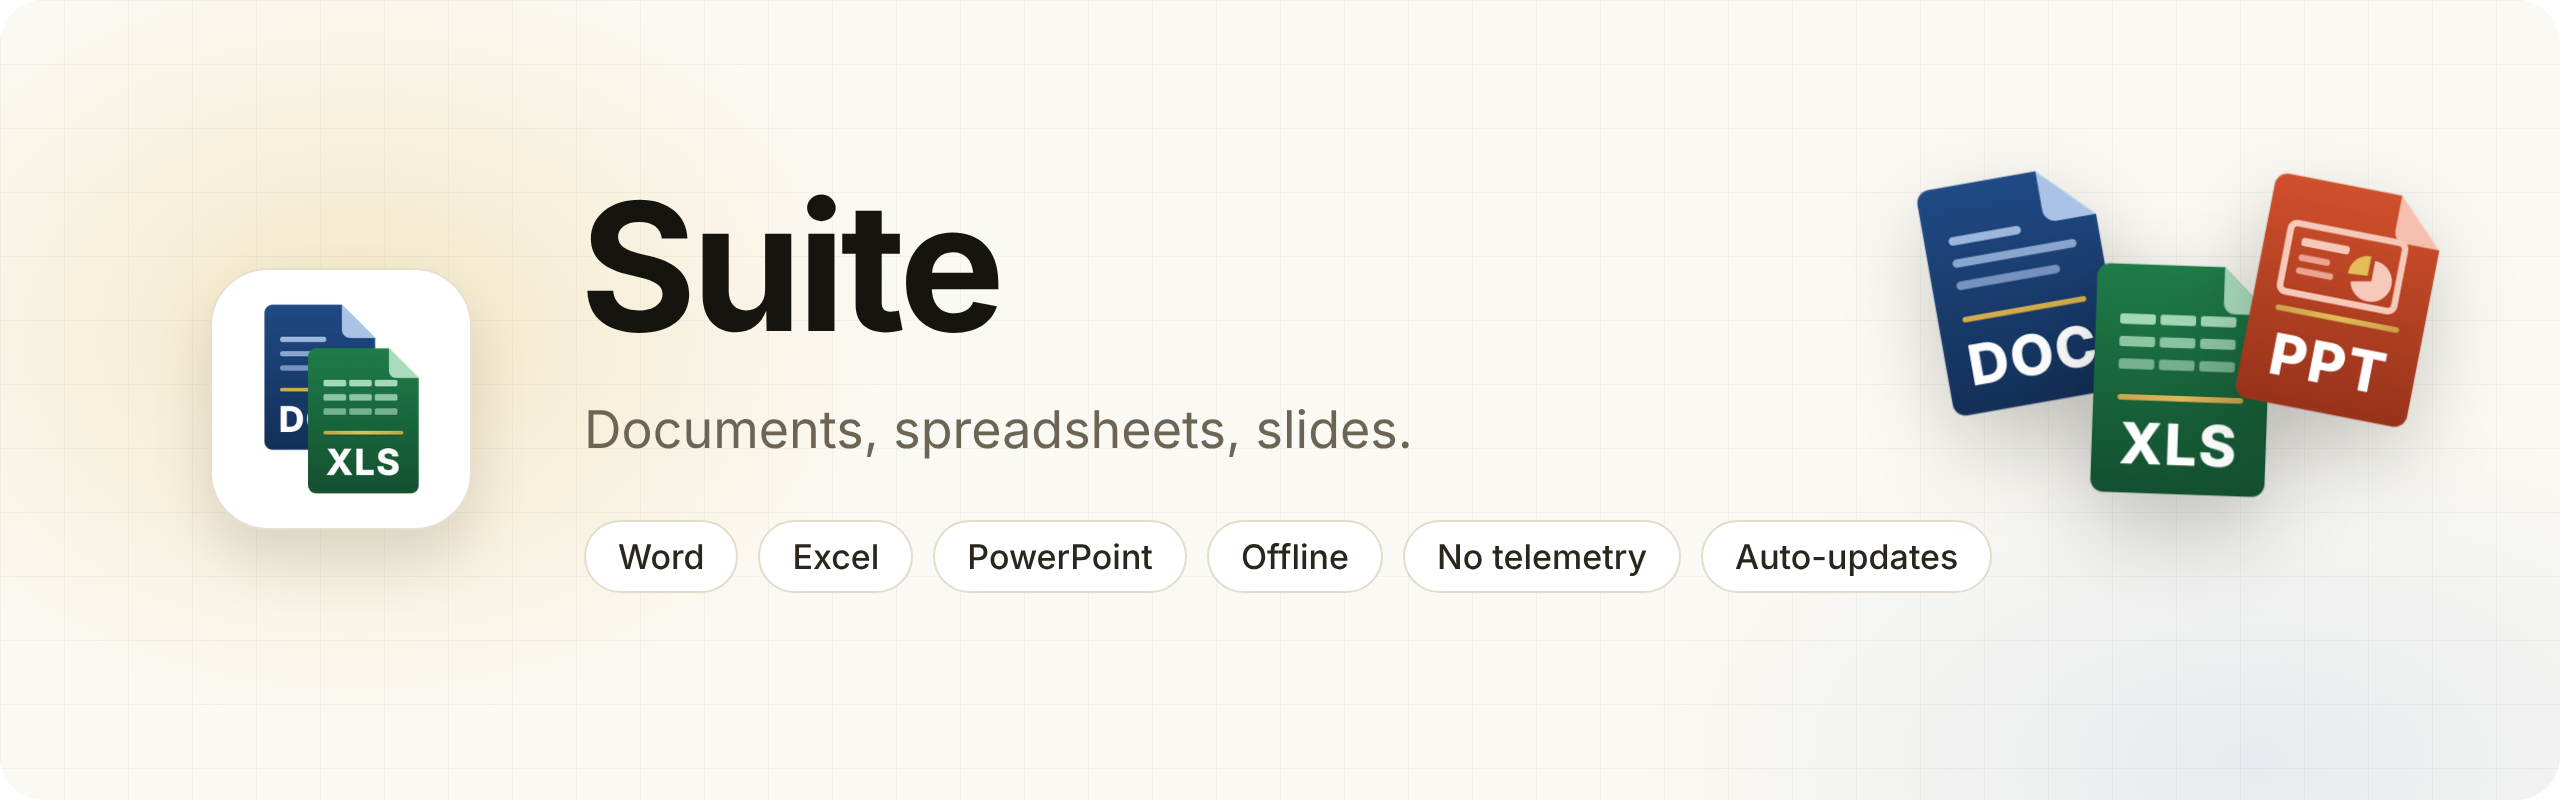 Suite
Documents, spreadsheets, slides.
Word
Excel
PowerPoint
Offline
No telemetry
Auto-updates
XLS
DOC
XLS
PPT